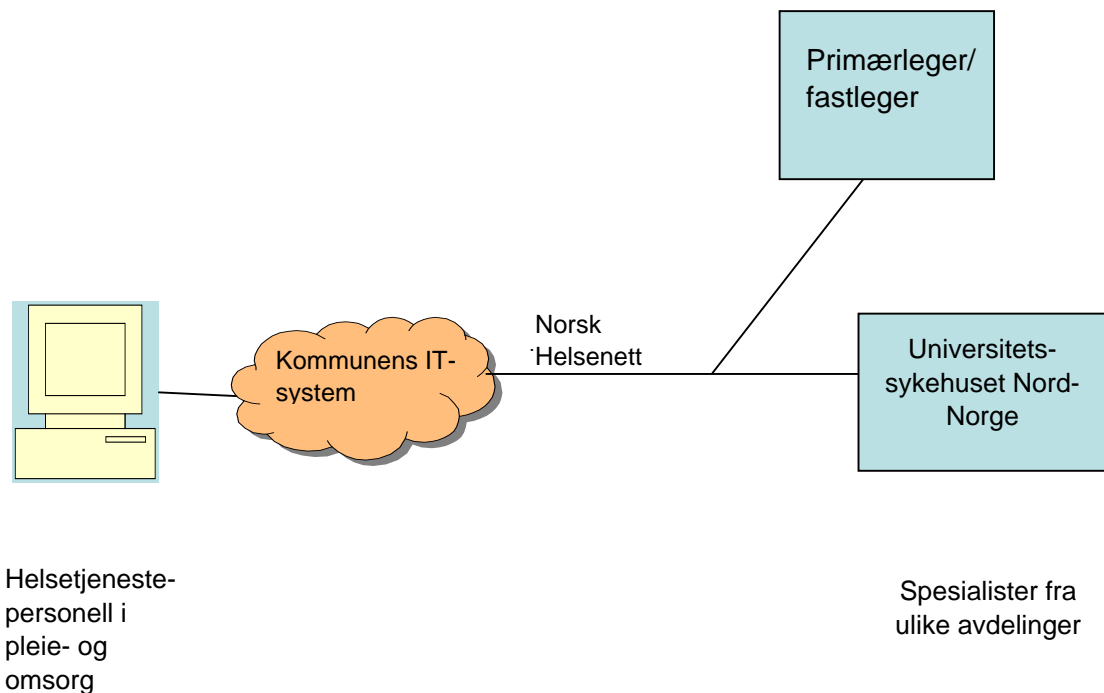 Primærleger/
fastleger
Norsk
Helsenett
Kommunens IT-
system
Universitets-
sykehuset Nord-
Norge
Helsetjeneste-
personell i
pleie- og
omsorg
Spesialister fra
ulike avdelinger